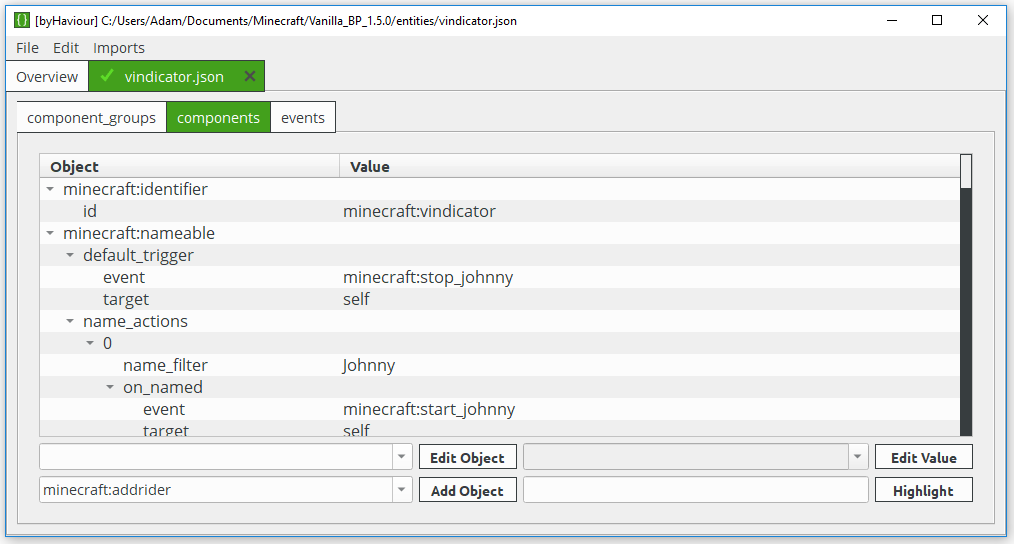 {} [byHaviour] C:/Users/Adam/Documents/Minecraft/Vanilla_BP_1.5.0/entities/vindicator.json
File Edit Imports
Overview vindicator.json
component_groups components events
Object Value
minecraft:identifier
id minecraft:vindicator
minecraft:nameable
default_trigger
event minecraft:stop_johnny
target self
name_actions
0
name_filter Johnny
on_named
event minecraft:start_johnny
target self
Edit Object Edit Value
minecraft:addrider Add Object Highlight